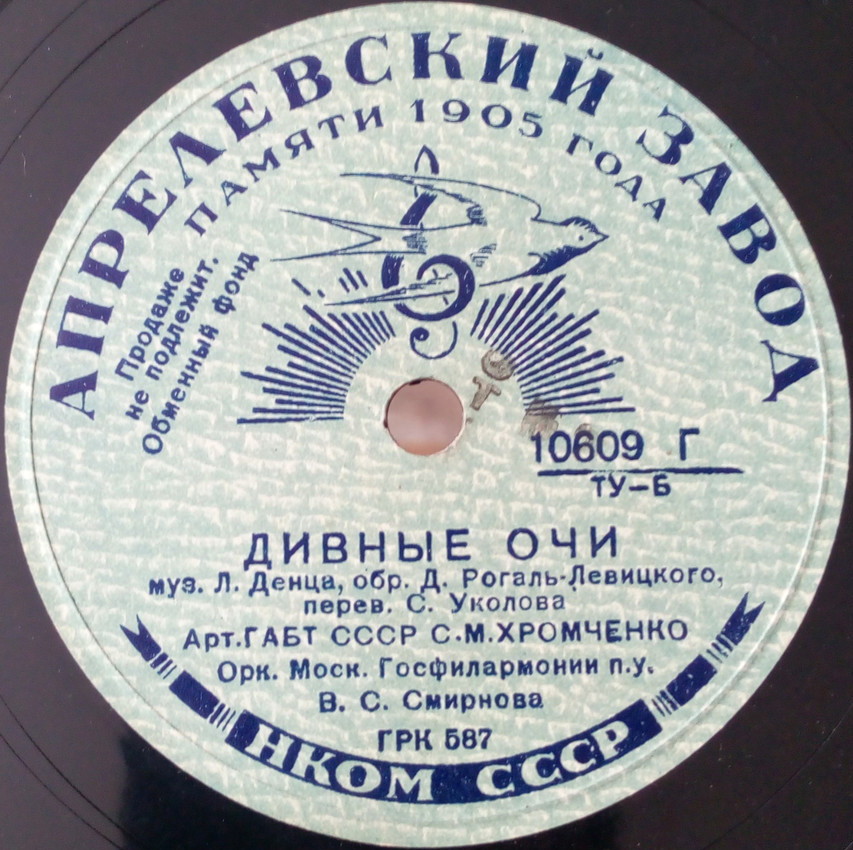 АПРЕЛЕВСКИЙ ЗАВОД
ПАМЯТИ 1905 ГОДА
Продаже
не подлежит.
Обменный фонд
10609 Г
ТУ-Б
ДИВНЫЕ ОЧИ
муз. Л. Денца, обр. Д. Рогаль-Левицкого,
перев. С. Уколова
Арт.ГАБТ СССР С.М.ХРОМЧЕНКО
Орк. Моск. Госфилармонии п.у.
В. С. Смирнова
ГРК 587
НКОМ СССР